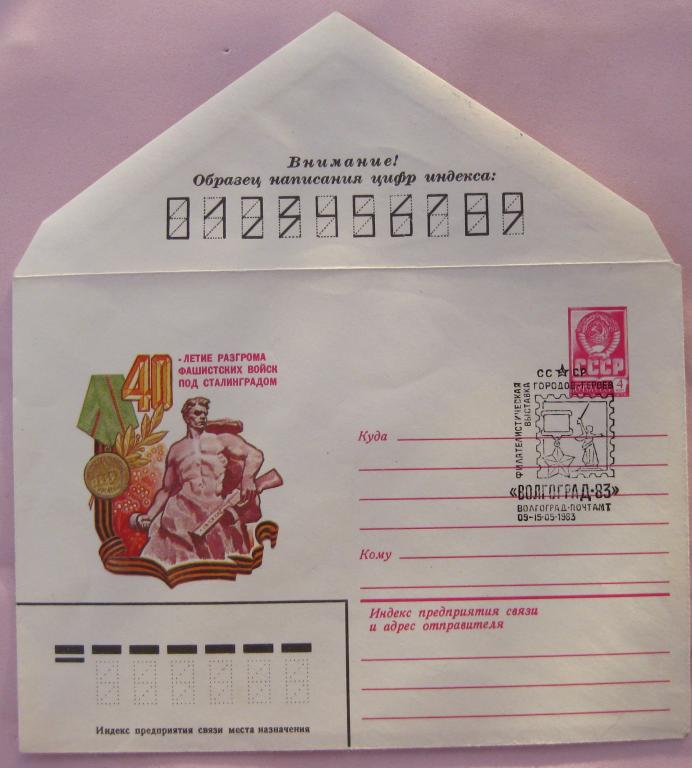 Внимание!
Образец написания цифр индекса:
0123456789
40
-ЛЕТИЕ РАЗГРОМА
ФАШИСТСКИХ ВОЙСК
ПОД СТАЛИНГРАДОМ
СССР
4
СС СР
ГОРОДОВ-ГЕРОЕВ
ФИЛАТЕЛИСТИЧЕСКАЯ
ВЫСТАВКА
«ВОЛГОГРАД·83»
ВОЛГОГРАД-ПОЧТАМТ
09-15·05-1983
Куда
Кому
Индекс предприятия связи
и адрес отправителя
Индекс предприятия связи места назначения